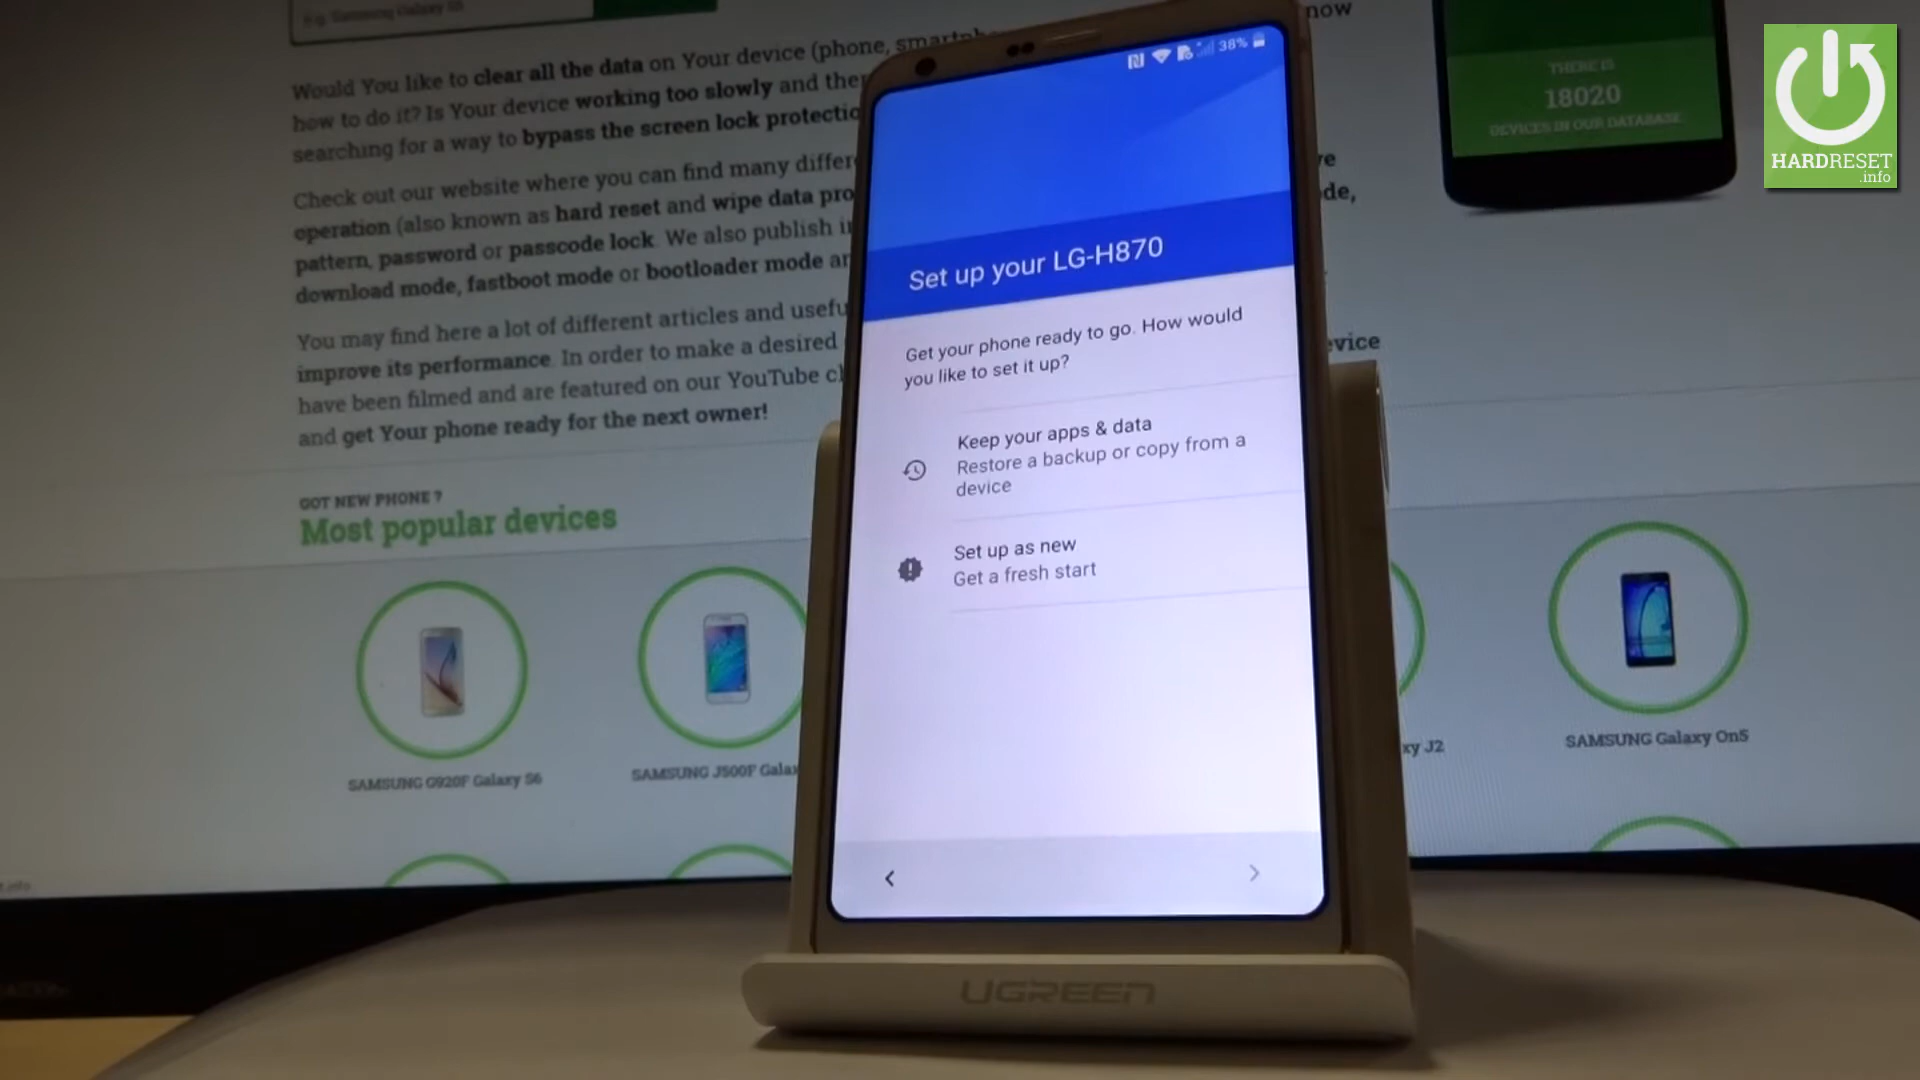 e.g. Samsung Galaxy S6
now
Would You like to clear all the data on Your device (phone,
how to do it? Is Your device working too slowly and
searching for a way to bypass the screen lock
Check out our website where you can find many
operation (also known as hard reset and wipe data
de,
pattern, password or passcode lock. We also publish
download mode, fastboot mode or bootloader mode
You may find here a lot of different articles and
improve its performance. In order to make a desired
have been filmed and are featured on our YouTube
and get Your phone ready for the next owner!
GOT NEW PHONE ?
Most popular devices
SAMSUNG G920F Galaxy S6
SAMSUNG J500F
xy J2
SAMSUNG Galaxy On5
THERE IS
18020
DEVICES IN OUR DATABASE
HARDRESET
.info
38%
Set up your LG-H870
Get your phone ready to go. How would
you like to set it up?
Keep your apps & data
Restore a backup or copy from a
device
Set up as new
Get a fresh start
UGREEN